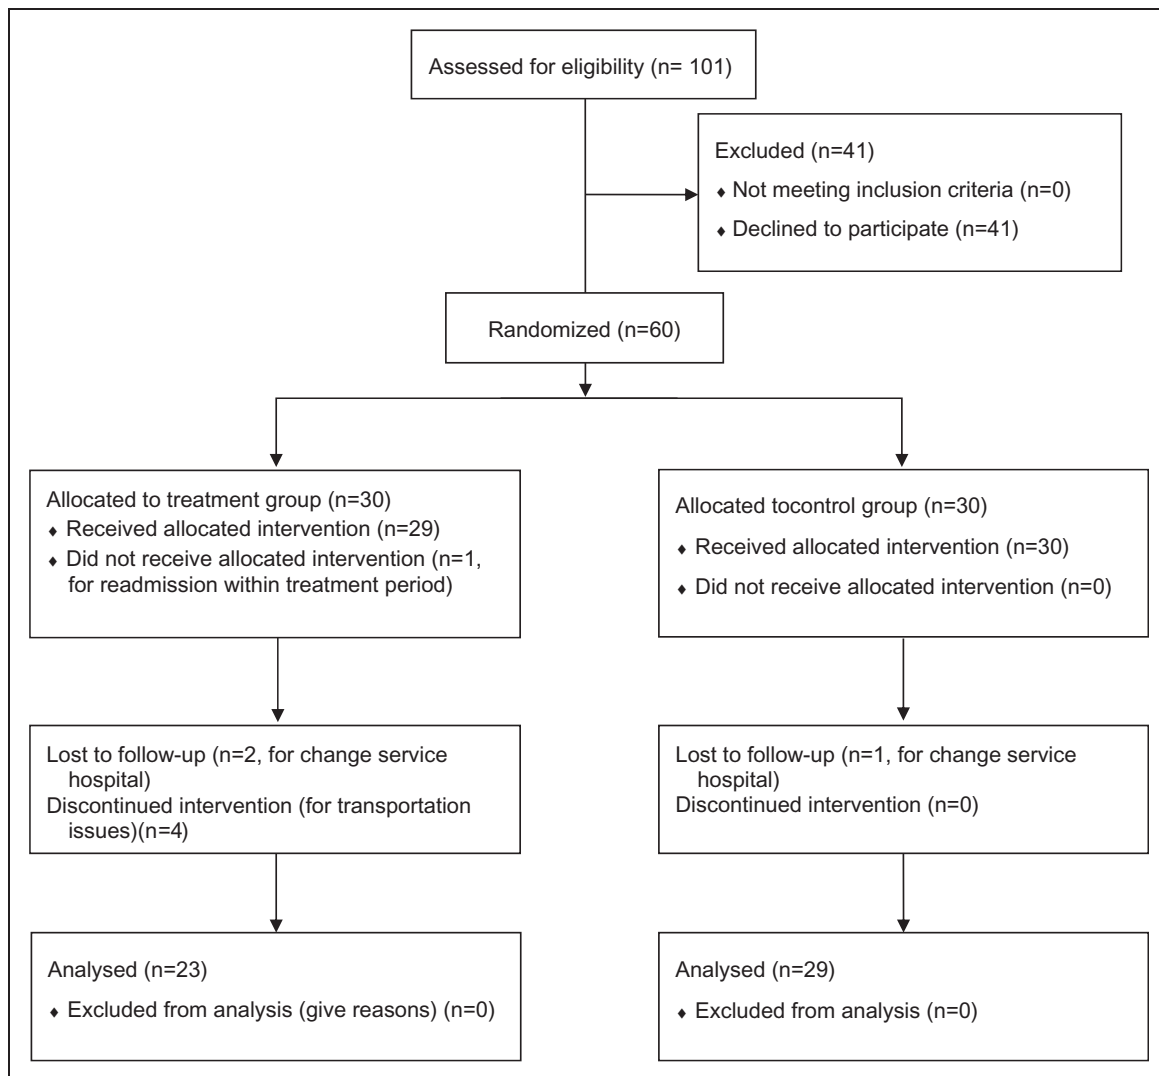 Assessed for eligibility (n= 101)
Excluded (n=41)
♦ Not meeting inclusion criteria (n=0)
♦ Declined to participate (n=41)
Randomized (n=60)
Allocated to treatment group (n=30)
♦ Received allocated intervention (n=29)
♦ Did not receive allocated intervention (n=1,
for readmission within treatment period)
Allocated tocontrol group (n=30)
♦ Received allocated intervention (n=30)
♦ Did not receive allocated intervention (n=0)
Lost to follow-up (n=2, for change service
hospital)
Discontinued intervention (for transportation
issues)(n=4)
Lost to follow-up (n=1, for change service
hospital)
Discontinued intervention (n=0)
Analysed (n=23)
♦ Excluded from analysis (give reasons) (n=0)
Analysed (n=29)
♦ Excluded from analysis (n=0)